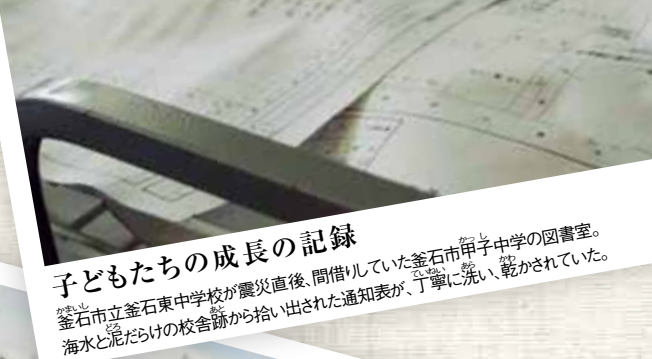 子どもたちの成長の記録
釜石市立釜石東中学校が震災直後、間借りしていた釜石市甲子中学の図書室。
海水と泥だらけの校舎跡から拾い出された通知表が、丁寧に洗い、乾かされていた。